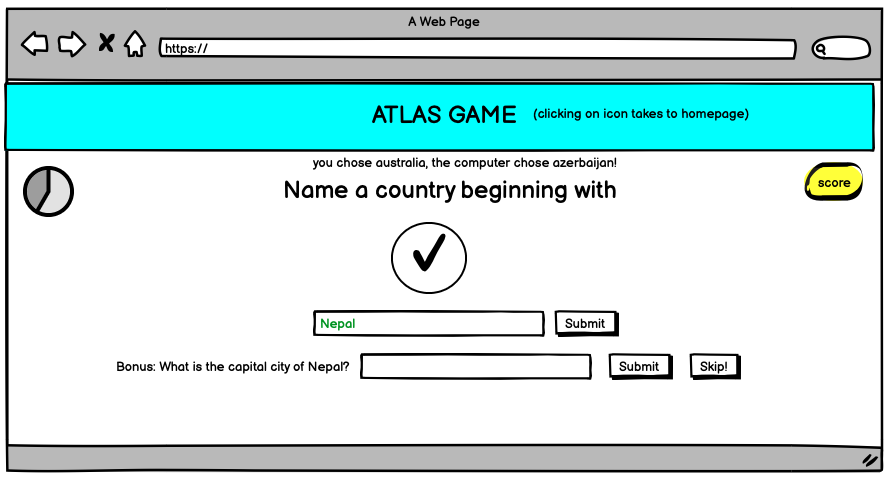 A Web Page
https://
ATLAS GAME (clicking on icon takes to homepage)
you chose australia, the computer chose azerbaijan!
Name a country beginning with
score
Nepal Submit
Bonus: What is the capital city of Nepal? Submit Skip!